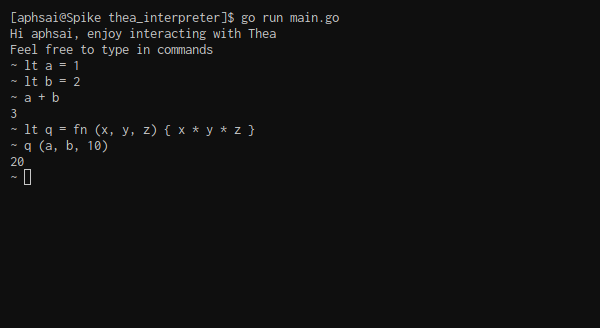 [aphsai@Spike thea_interpreter]$ go run main.go
Hi aphsai, enjoy interacting with Thea
Feel free to type in commands
~ lt a = 1
~ lt b = 2
~ a + b
3
~ lt q = fn (x, y, z) { x * y * z }
~ q (a, b, 10)
20
~